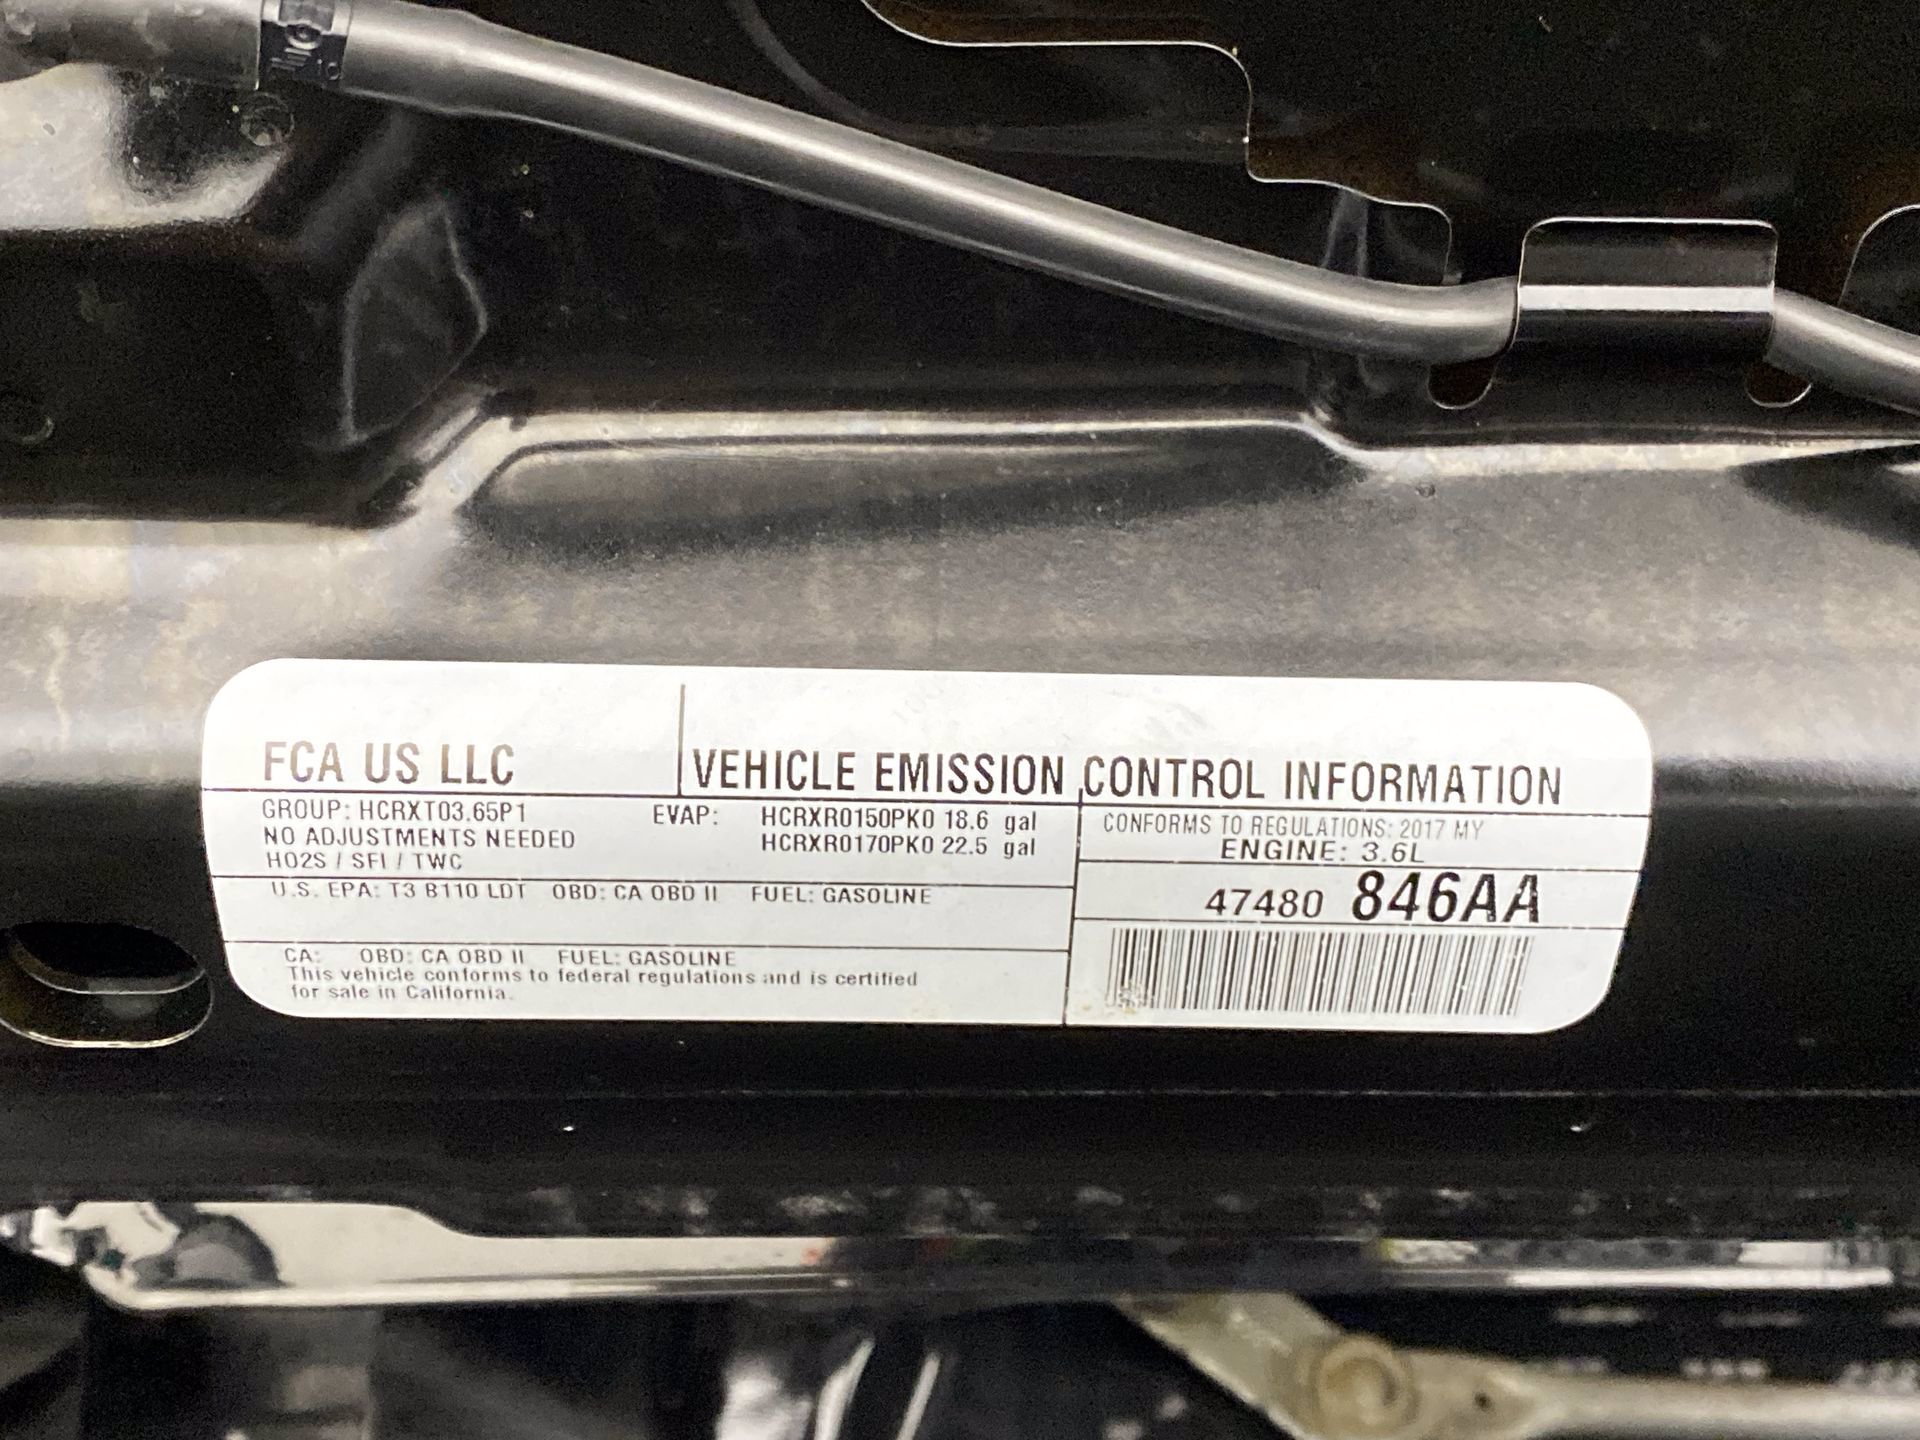 FCA US LLC
VEHICLE EMISSION CONTROL INFORMATION
GROUP: HCRXT03.65P1
NO ADJUSTMENTS NEEDED
HO2S / SFI / TWC
EVAP: HCRXR0150PK0 18.6 gal
HCRXR0170PK0 22.5 gal
CONFORMS TO REGULATIONS: 2017 MY
ENGINE: 3.6L
U.S. EPA: T3 B110 LDT OBD: CA OBD II FUEL: GASOLINE
47480 846AA
CA: OBD: CA OBD II FUEL: GASOLINE
This vehicle conforms to federal regulations and is certified
for sale in California.